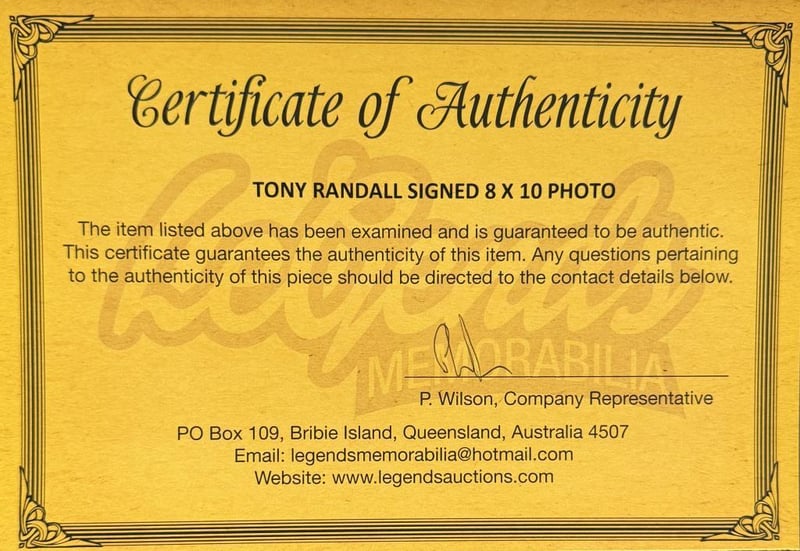 Certificate of Authenticity
TONY RANDALL SIGNED 8 X 10 PHOTO
The item listed above has been examined and is guaranteed to be authentic.
This certificate guarantees the authenticity of this item. Any questions pertaining
to the authenticity of this piece should be directed to the contact details below.
Legends
MEMORABILIA
P. Wilson, Company Representative
PO Box 109, Bribie Island, Queensland, Australia 4507
Email: legendsmemorabilia@hotmail.com
Website: www.legendsauctions.com